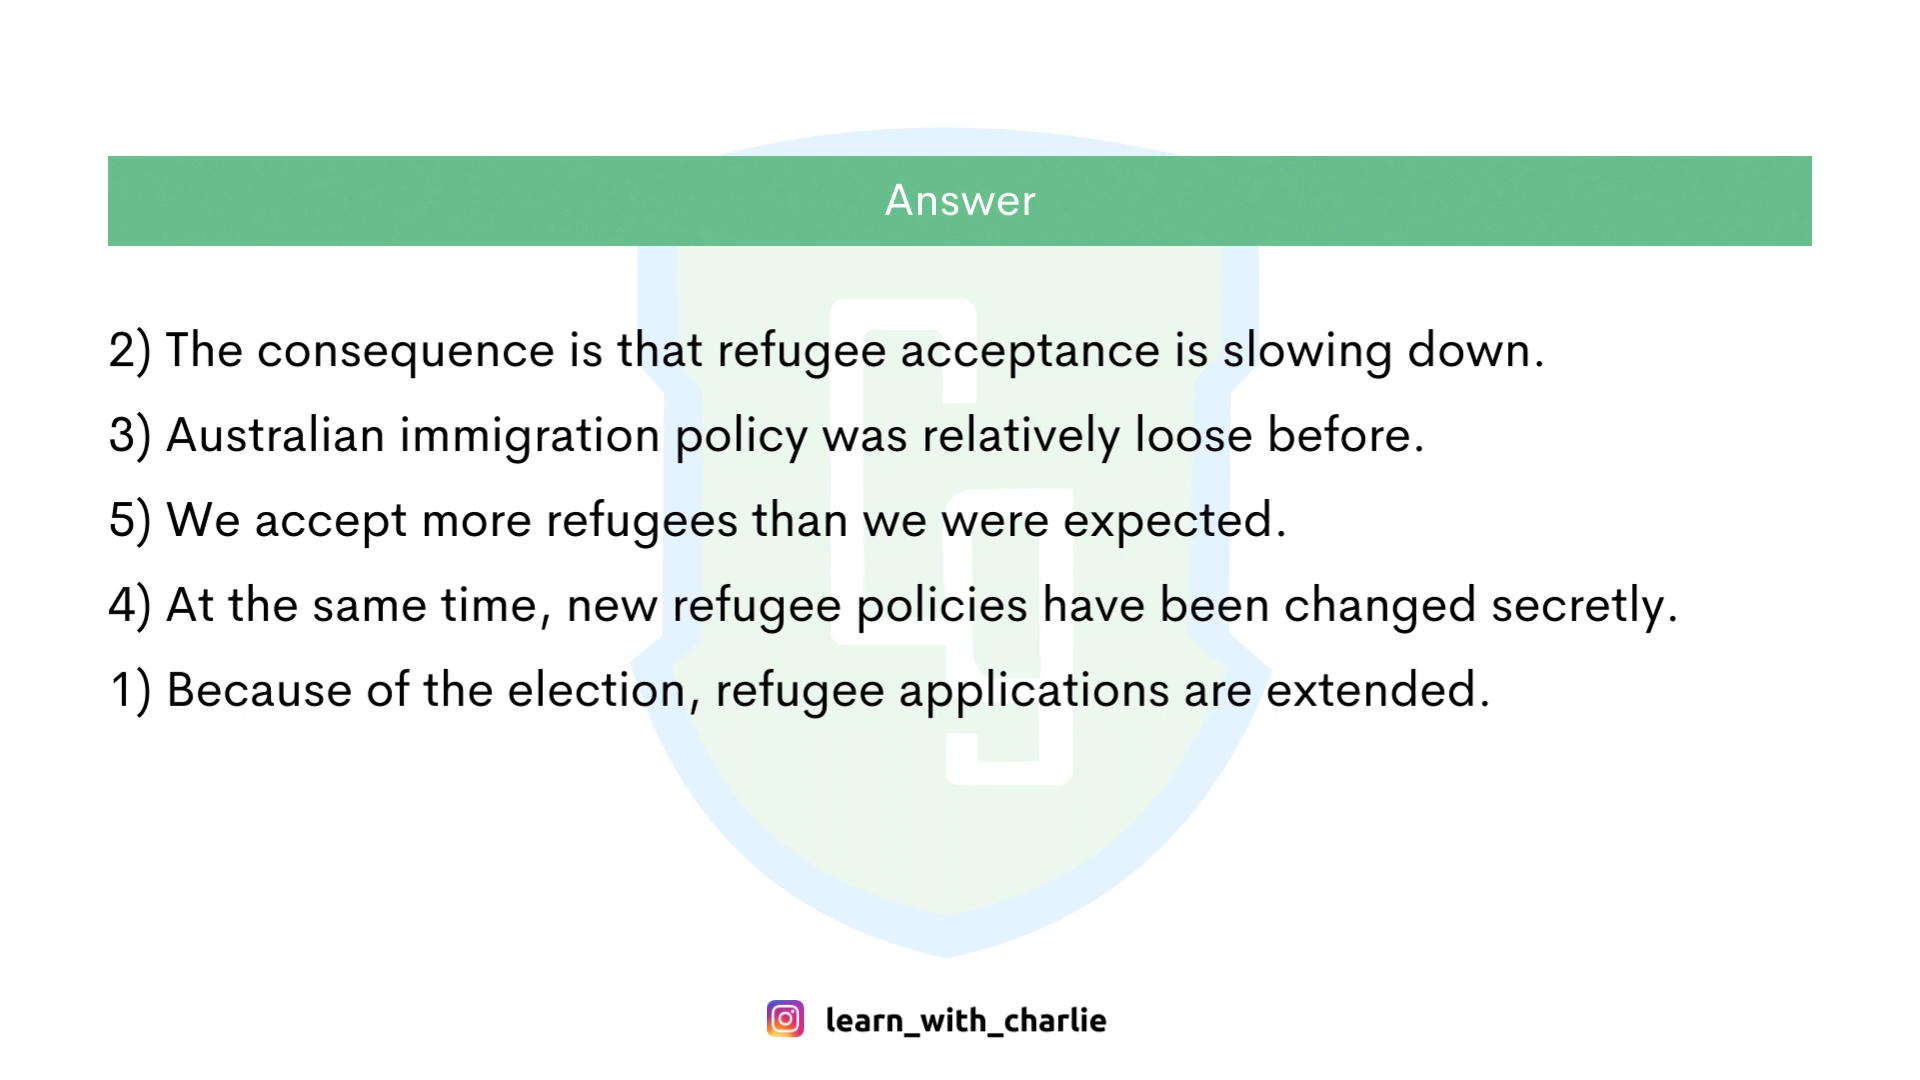 Answer
2) The consequence is that refugee acceptance is slowing down.
3) Australian immigration policy was relatively loose before.
5) We accept more refugees than we were expected.
4) At the same time, new refugee policies have been changed secretly.
1) Because of the election, refugee applications are extended.
learn_with_charlie